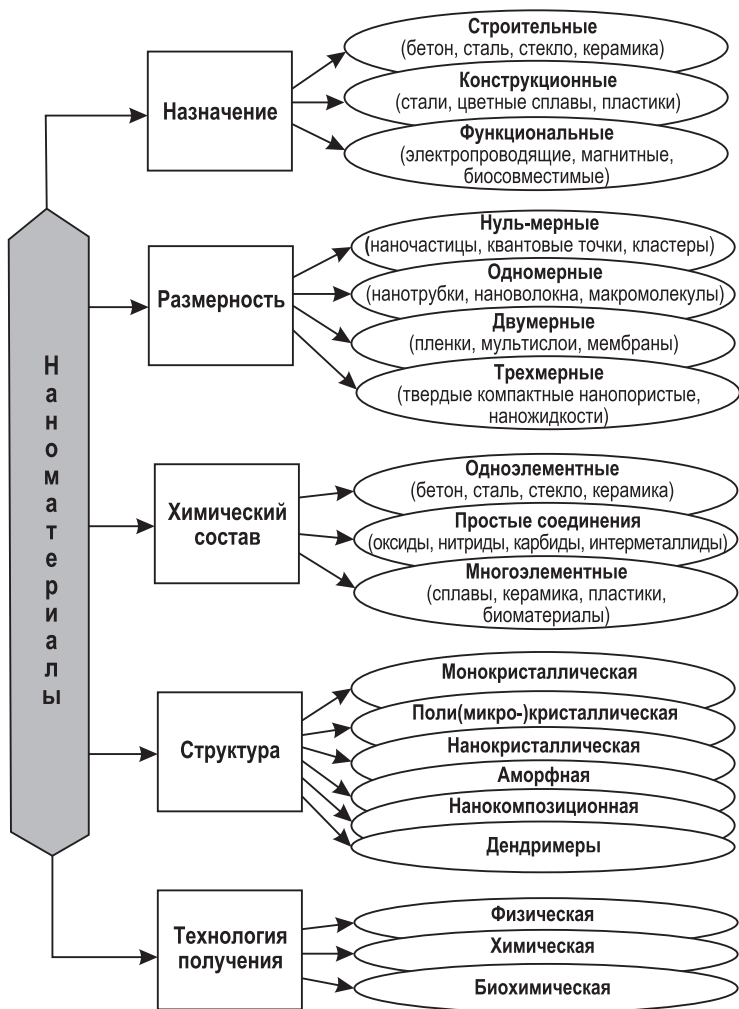 Наноматериалы
Назначение
Строительные
(бетон, сталь, стекло, керамика)
Конструкционные
(стали, цветные сплавы, пластики)
Функциональные
(электропроводящие, магнитные,
биосовместимые)
Размерность
Нуль-мерные
(наночастицы, квантовые точки, кластеры)
Одномерные
(нанотрубки, нановолокна, макромолекулы)
Двумерные
(пленки, мультислои, мембраны)
Трехмерные
(твердые компактные нанопористые,
наножидкости)
Химический
состав
Одноэлементные
(бетон, сталь, стекло, керамика)
Простые соединения
(оксиды, нитриды, карбиды, интерметаллиды)
Многоэлементные
(сплавы, керамика, пластики,
биоматериалы)
Структура
Монокристаллическая
Поли(микро-)кристаллическая
Нанокристаллическая
Аморфная
Нанокомпозиционная
Дендримеры
Технология
получения
Физическая
Химическая
Биохимическая